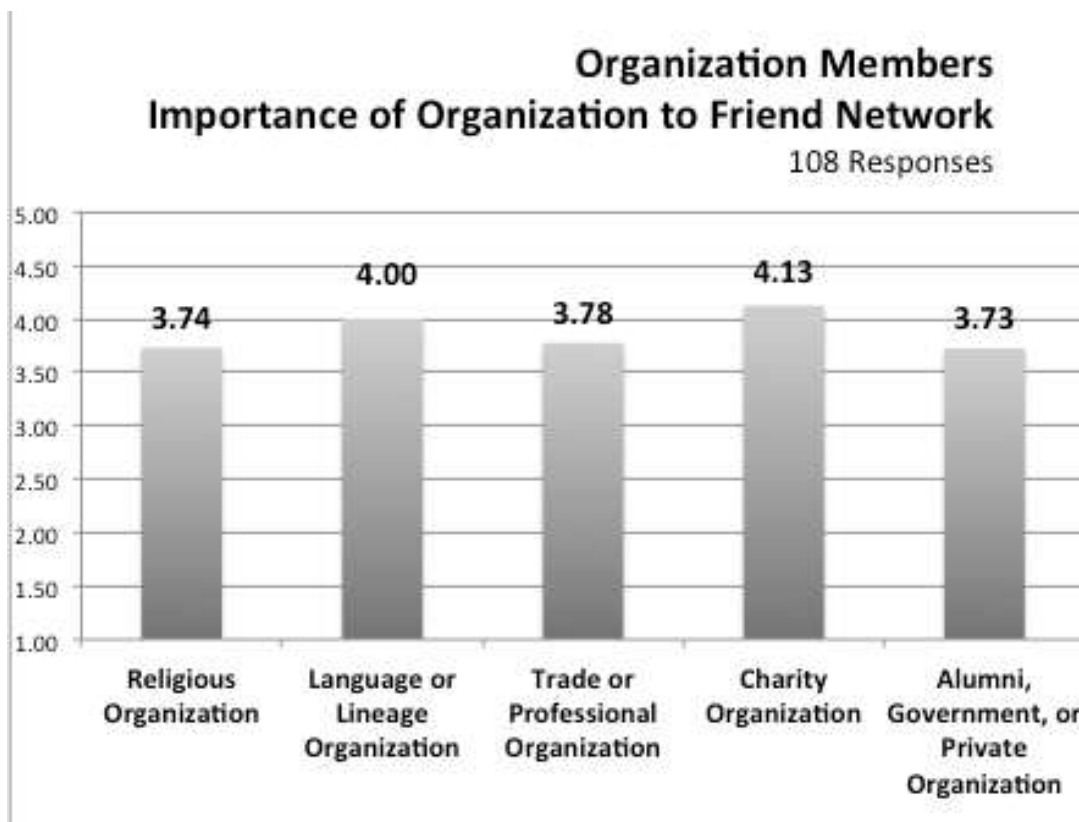 Organization Members
Importance of Organization to Friend Network
108 Responses
5.00
4.50
4.00
3.50
3.00
2.50
2.00
1.50
1.00
3.74
4.00
3.78
4.13
3.73
Religious
Organization
Language or
Lineage
Organization
Trade or
Professional
Organization
Charity
Organization
Alumni,
Government, or
Private
Organization